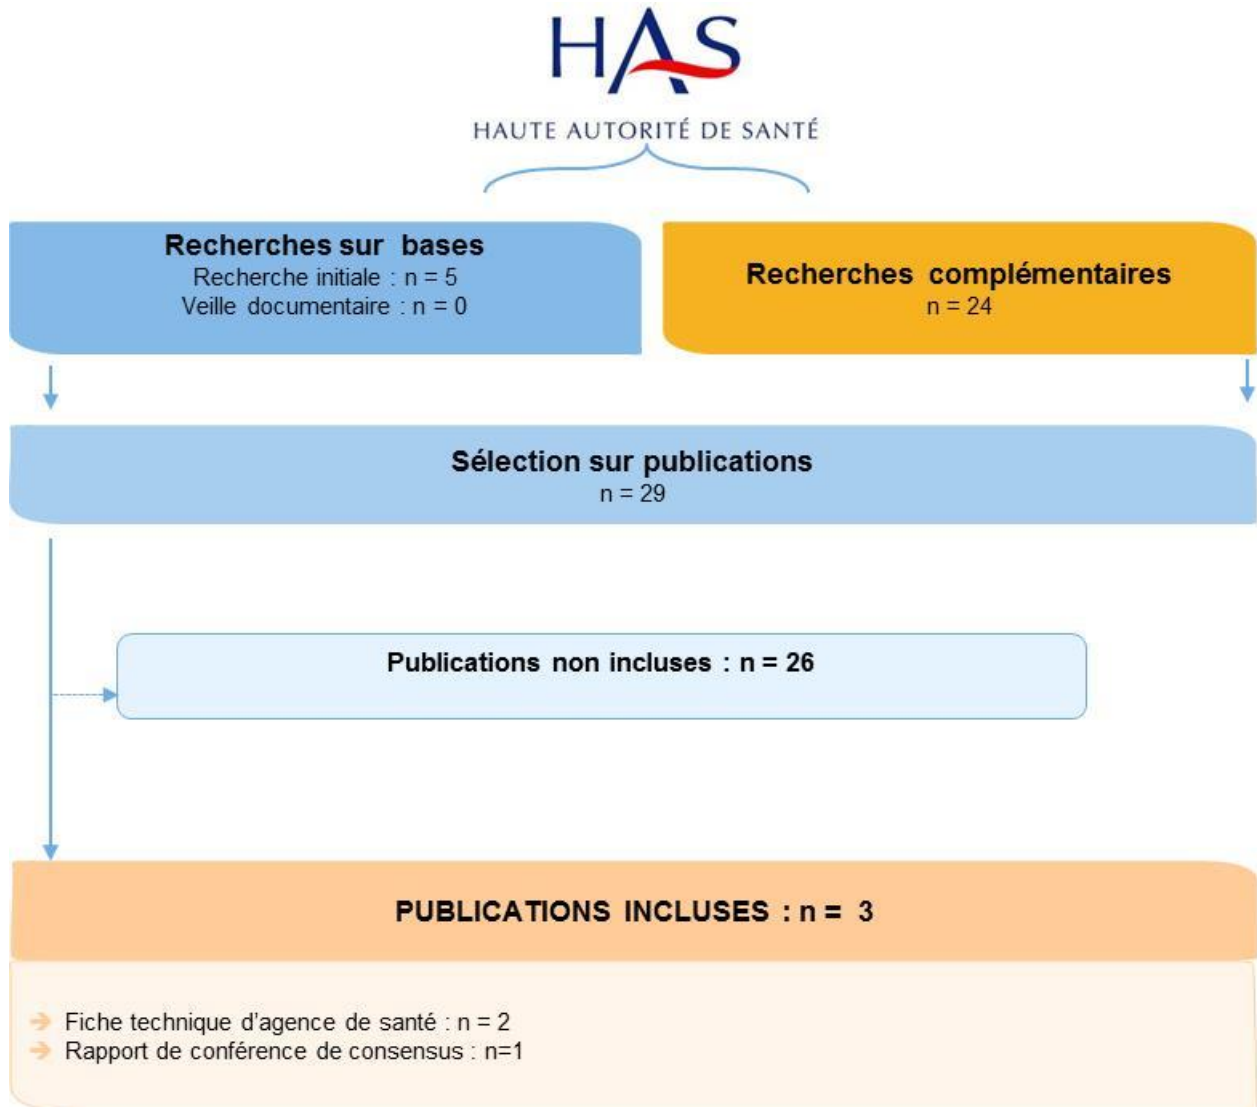 HAS
HAUTE AUTORITÉ DE SANTÉ
Recherches sur bases
Recherche initiale : n = 5
Veille documentaire : n = 0
Recherches complémentaires
n = 24
Sélection sur publications
n = 29
Publications non incluses : n = 26
PUBLICATIONS INCLUSES : n = 3
Fiche technique d'agence de santé : n = 2
Rapport de conférence de consensus : n=1